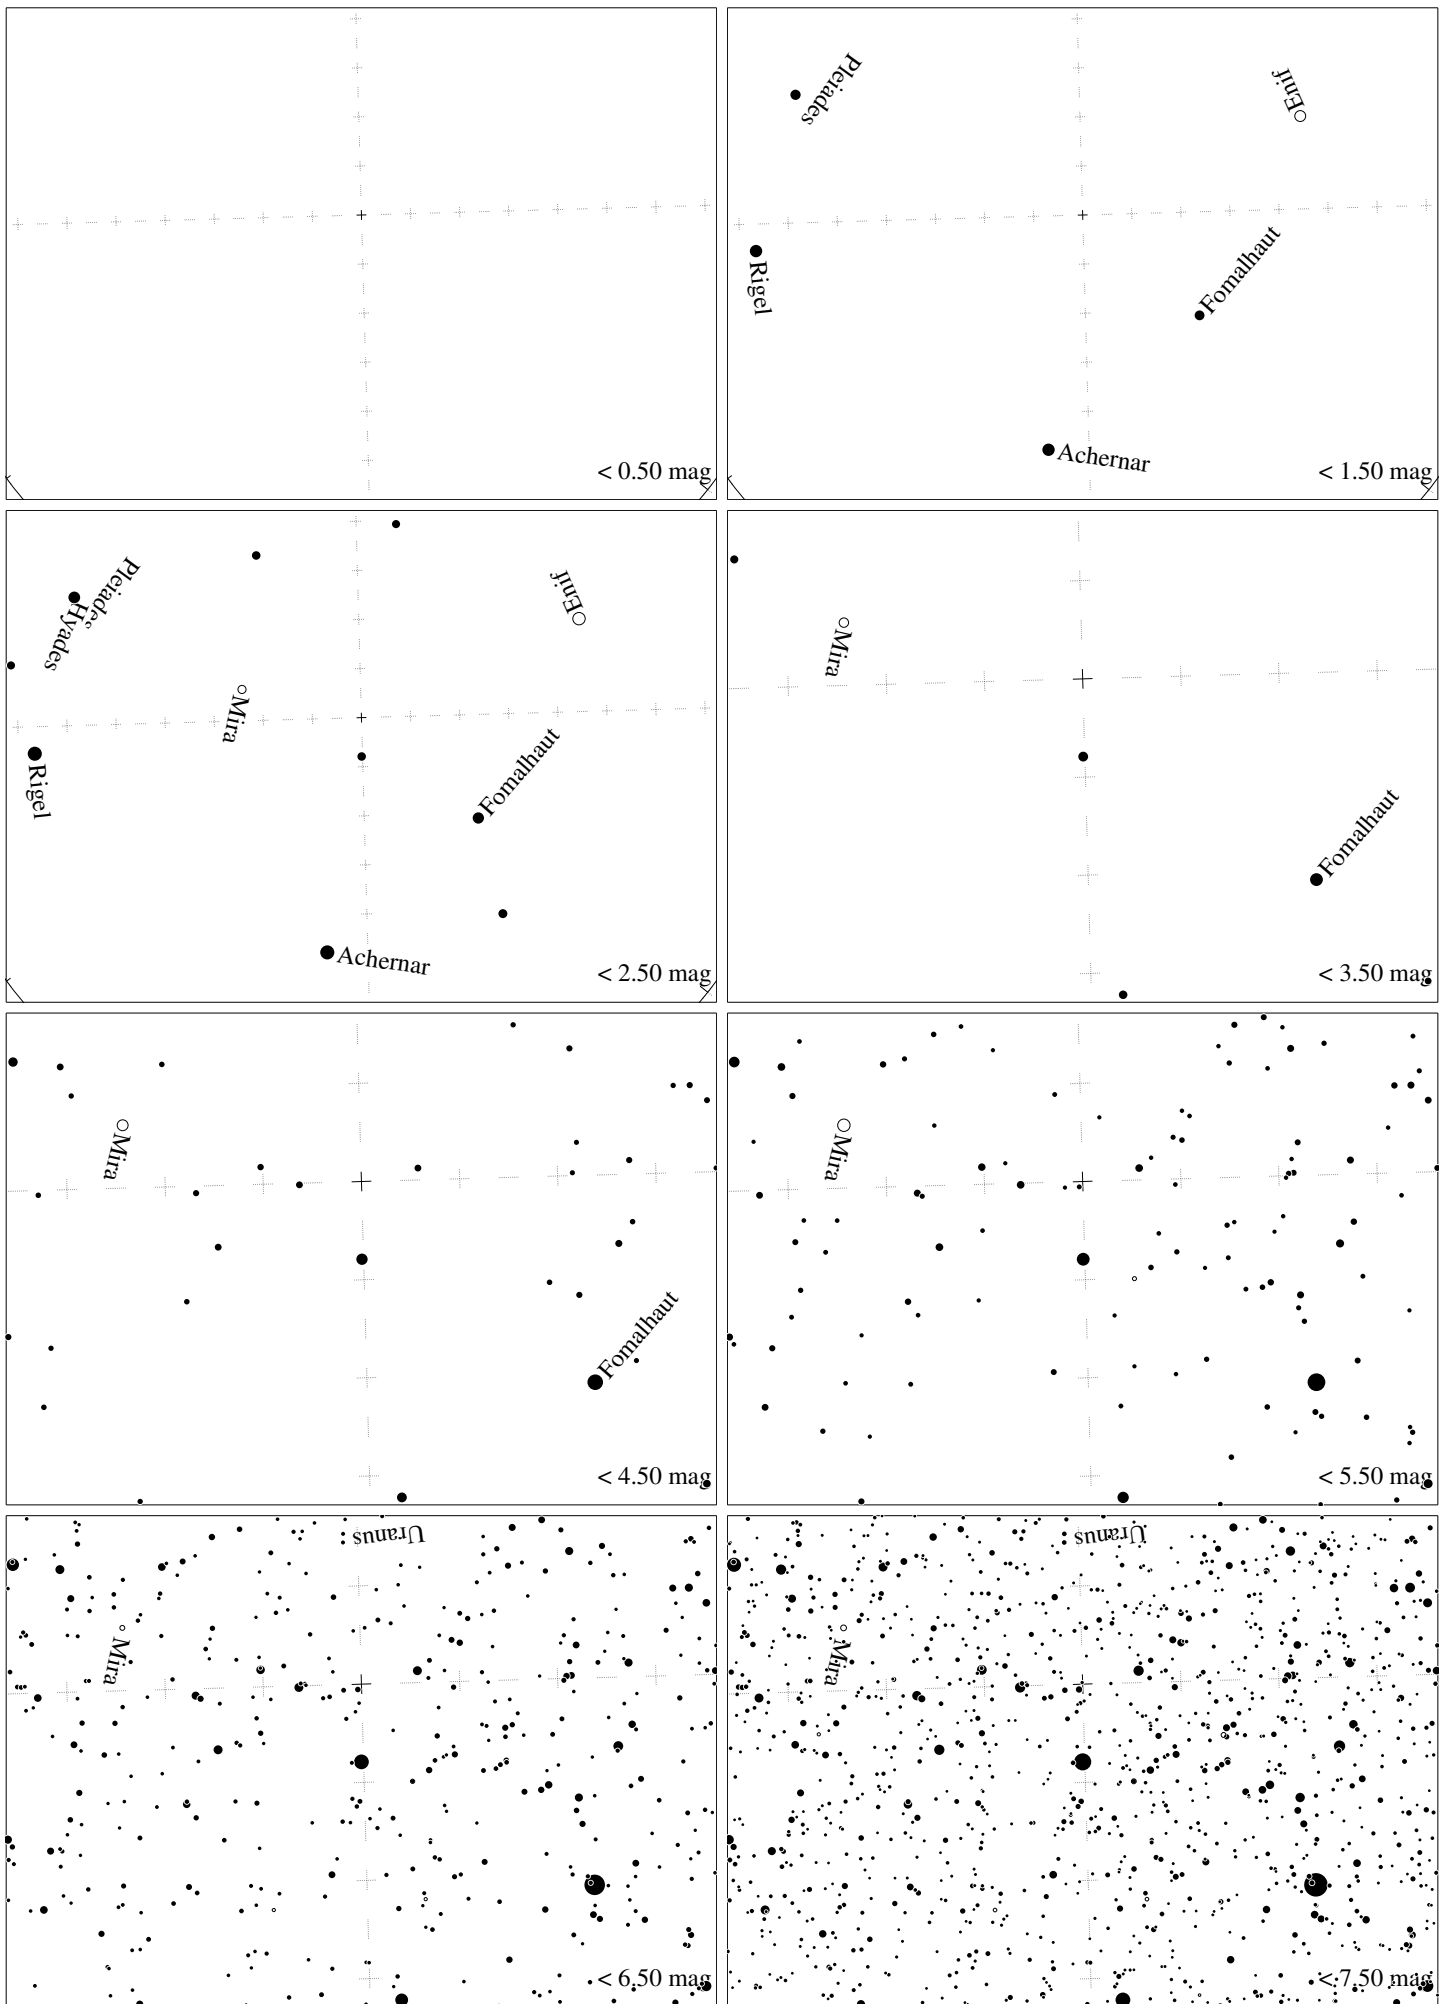 < 0.50 mag
Pleiades
Enif
Rigel
Fomalhaut
Achernar
< 1.50 mag
Pleiades
Hyades
Enif
Mira
Rigel
Fomalhaut
Achernar
< 2.50 mag
Mira
Fomalhaut
< 3.50 mag
Mira
Fomalhaut
< 4.50 mag
Mira
< 5.50 mag
Uranus
Mira
< 6.50 mag
Uranus
Mira
< 7.50 mag